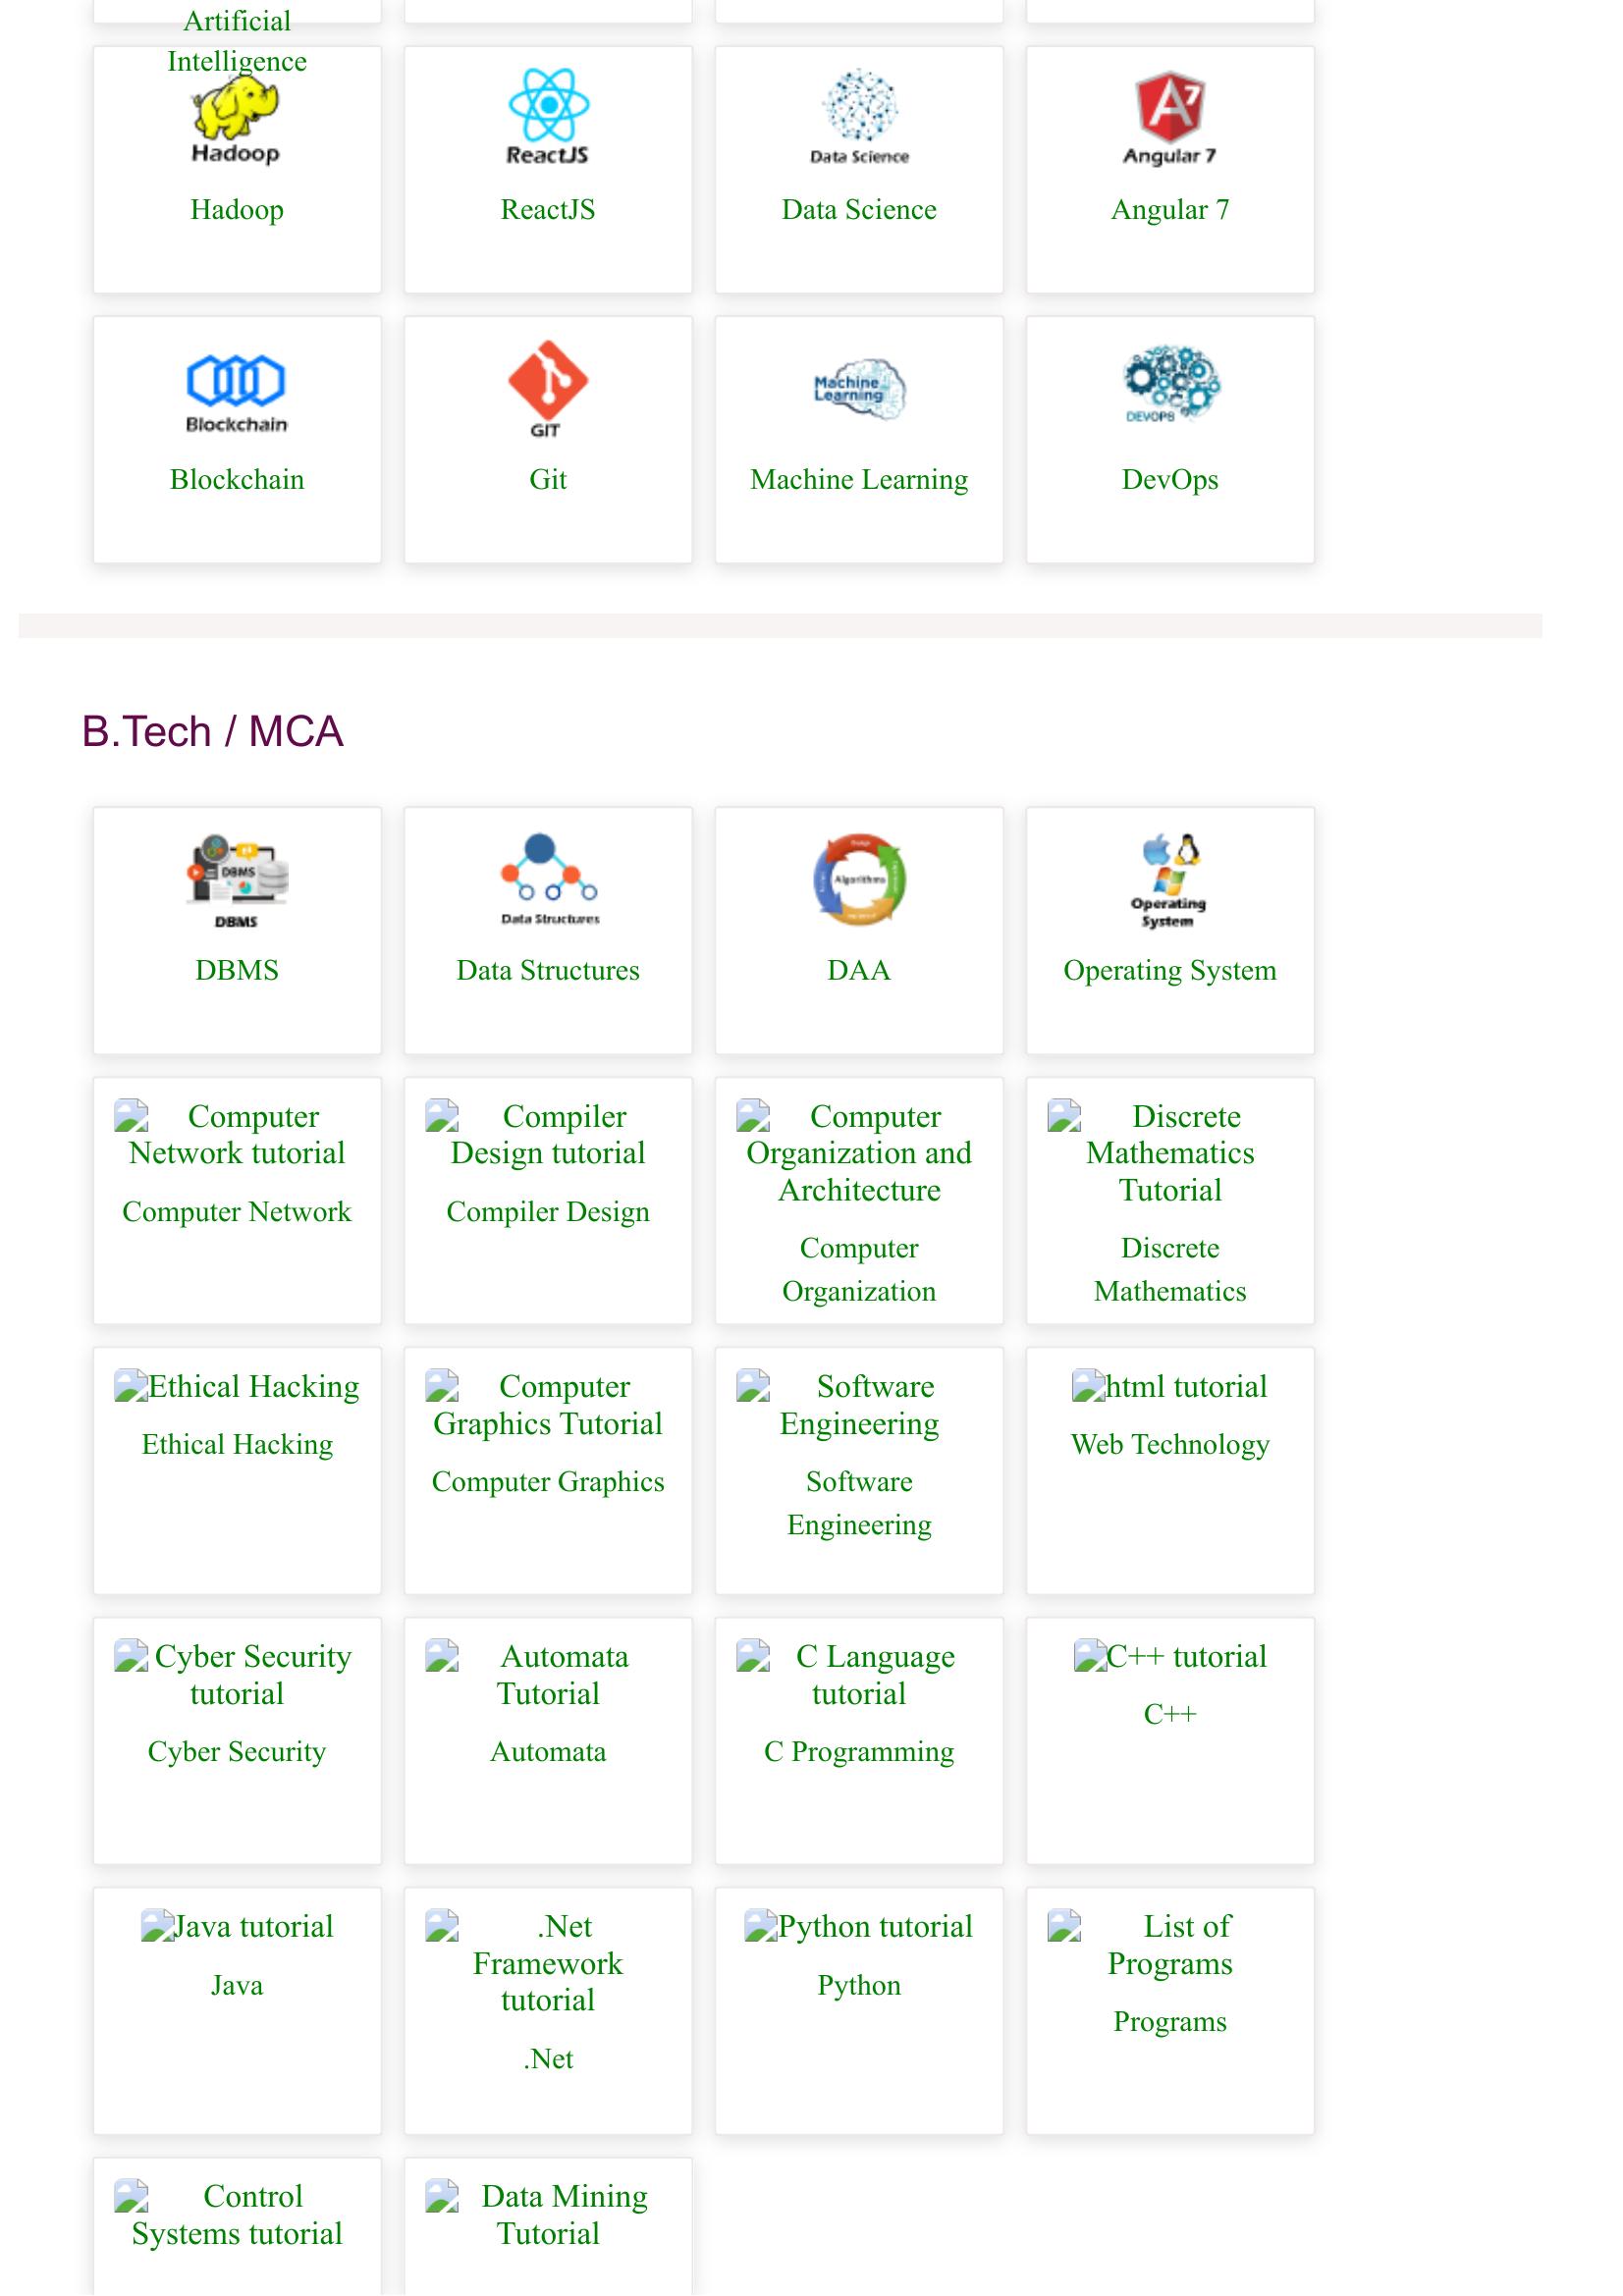 Artificial
Intelligence
Hadoop
ReactJS
Data Science
Angular 7
Hadoop
ReactJS
Data Science
Angular 7
Blockchain
GIT
Machine
Learning
DEVOPS
Blockchain
Git
Machine Learning
DevOps
B.Tech / MCA
DBMS
DBMS
Data Structures
Algorithms
Operating
System
DBMS
Data Structures
DAA
Operating System
Computer
Network tutorial
Computer Network
Compiler
Design tutorial
Compiler Design
Computer
Organization and
Architecture
Computer
Organization
Discrete
Mathematics
Tutorial
Discrete
Mathematics
Ethical Hacking
Ethical Hacking
Computer
Graphics Tutorial
Computer Graphics
Software
Engineering
Software
Engineering
html tutorial
Web Technology
Cyber Security
tutorial
Cyber Security
Automata
Tutorial
Automata
C Language
tutorial
C Programming
C++ tutorial
C++
Java tutorial
Java
.Net
Framework
tutorial
.Net
Python tutorial
Python
List of
Programs
Programs
Control
Systems tutorial
Data Mining
Tutorial